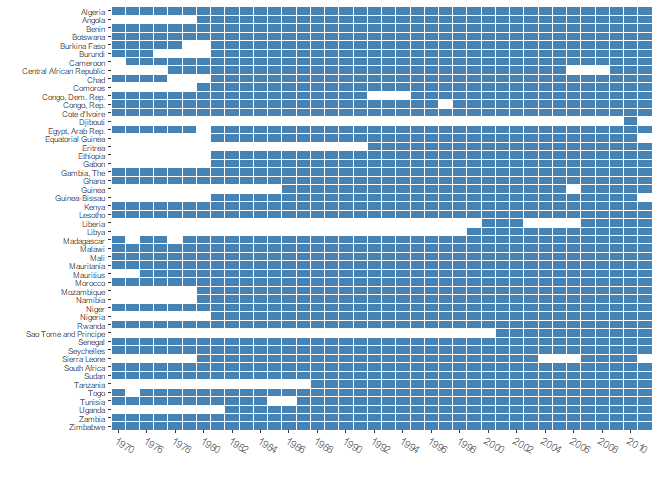 Algeria
Angola
Benin
Botswana
Burkina Faso
Burundi
Cameroon
Central African Republic
Chad
Comoros
Congo, Dem. Rep.
Congo, Rep.
Cote d'Ivoire
Djibouti
Egypt, Arab Rep.
Equatorial Guinea
Eritrea
Ethiopia
Gabon
Gambia, The
Ghana
Guinea
Guinea-Bissau
Kenya
Lesotho
Liberia
Libya
Madagascar
Malawi
Mali
Mauritania
Mauritius
Morocco
Mozambique
Namibia
Niger
Nigeria
Rwanda
Sao Tome and Principe
Senegal
Seychelles
Sierra Leone
South Africa
Sudan
Tanzania
Togo
Tunisia
Uganda
Zambia
Zimbabwe
1970 1976 1978 1980 1982 1984 1986 1988 1990 1992 1994 1996 1998 2000 2002 2004 2006 2008 2010